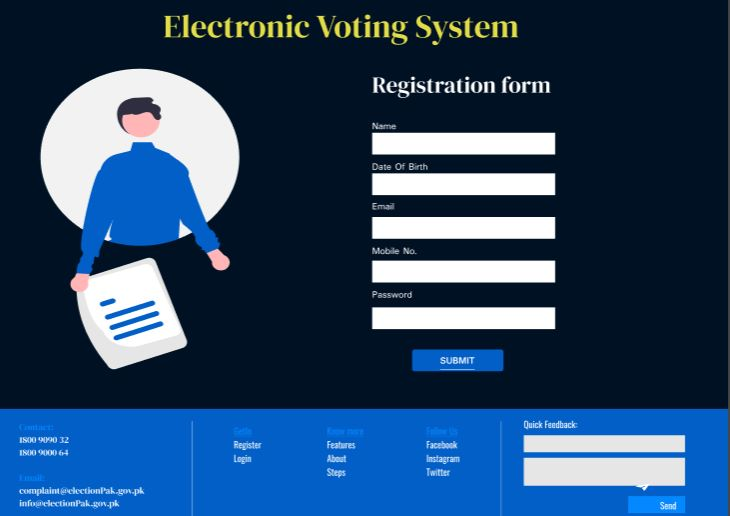 Electronic Voting System
Registration form
Name
Date Of Birth
Email
Mobile No.
Password
SUBMIT
Contact:
1800 9090 32
1800 9000 64
Email:
complaint@electionPak.gov.pk
info@electionPak.gov.pk
GetIn
Register
Login
Know more
Features
About
Steps
Follow Us
Facebook
Instagram
Twitter
Quick Feedback:
Send